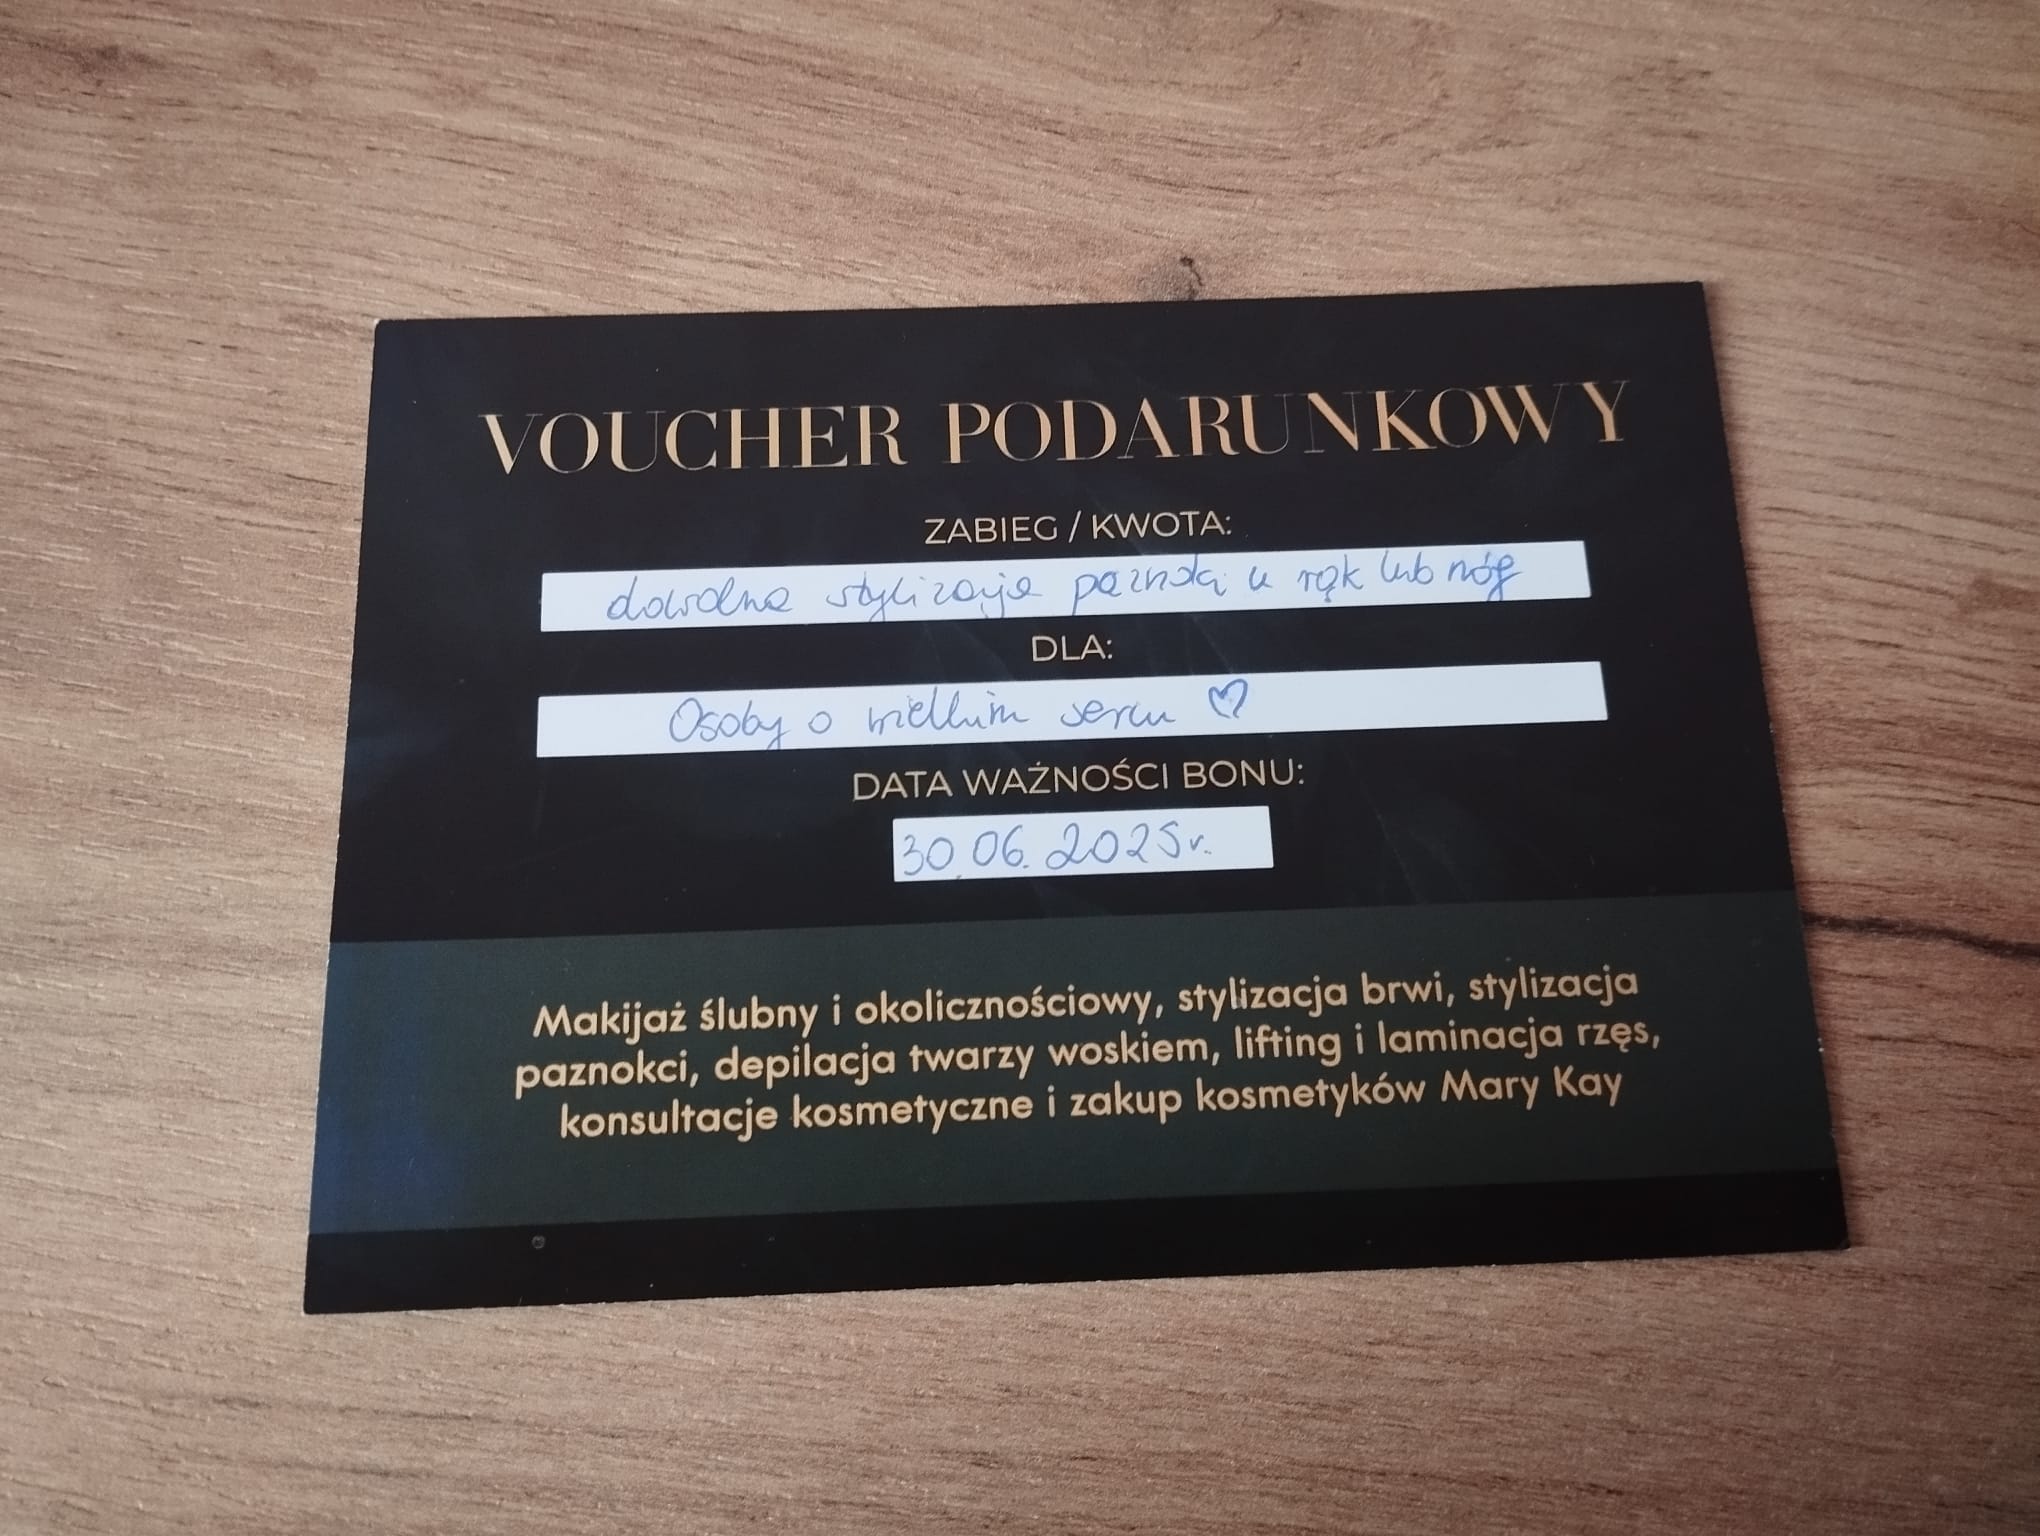 VOUCHER PODARUNKOWY
ZABIEG / KWOTA:
dowolna stylizacja paznokci u rąk lub nóg
DLA:
Osoby o wielkim sercu ♡
DATA WAŻNOŚCI BONU:
30.06.2025r.
Makijaż ślubny i okolicznościowy, stylizacja brwi, stylizacja
paznokci, depilacja twarzy woskiem, lifting i laminacja rzęs,
konsultacje kosmetyczne i zakup kosmetyków Mary Kay